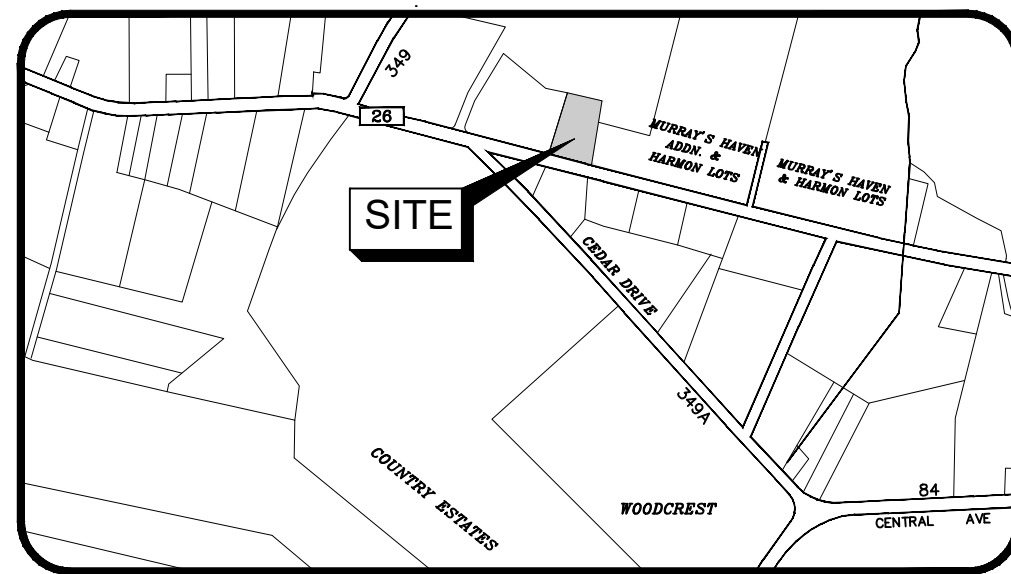 349
26
MURRAY'S HAVEN
ADDN. &
HARMON LOTS
MURRAY'S HAVEN
& HARMON LOTS
SITE
CEDAR DRIVE
349A
COUNTRY ESTATES
WOODCREST
84
CENTRAL AVE